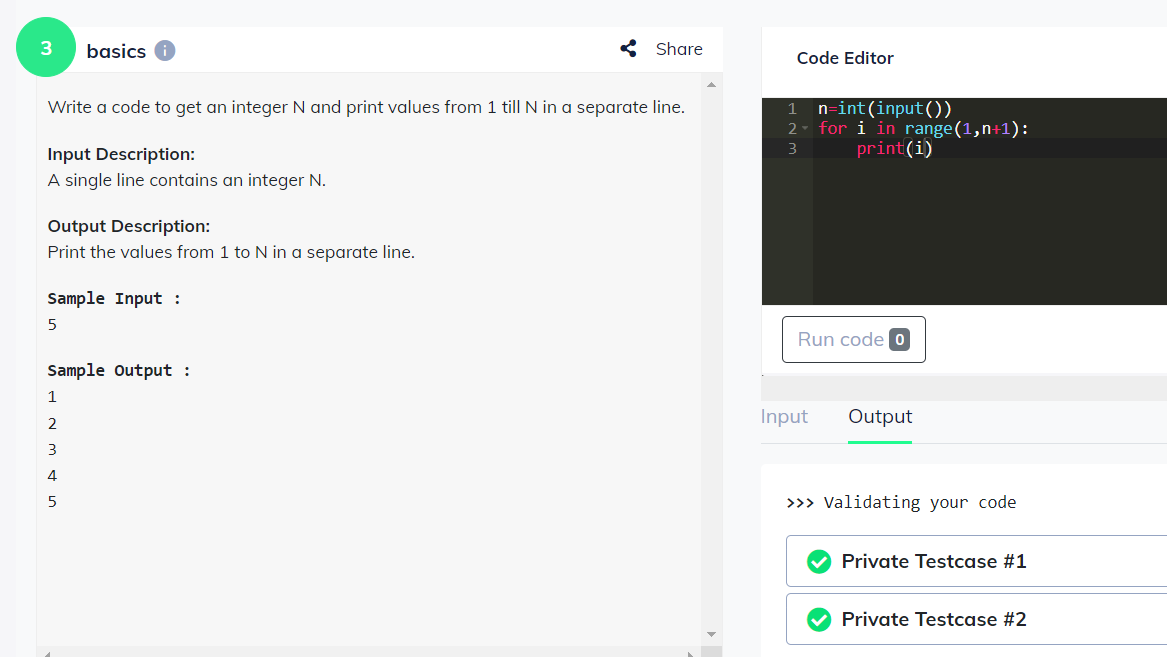 3
basics i
Share
Write a code to get an integer N and print values from 1 till N in a separate line.
Input Description:
A single line contains an integer N.
Output Description:
Print the values from 1 to N in a separate line.
Sample Input :
5
Sample Output :
1
2
3
4
5
Code Editor
1 n=int(input())
2 for i in range(1,n+1):
3     print(i)
Run code 0
Input Output
>>> Validating your code
Private Testcase #1
Private Testcase #2